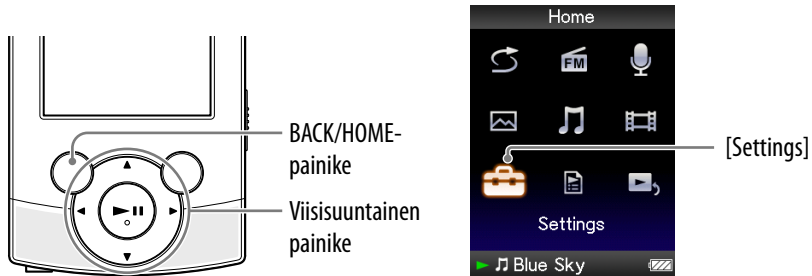 BACK/HOME-
painike
Viisisuuntainen
painike
Home
FM
[Settings]
Settings
Blue Sky